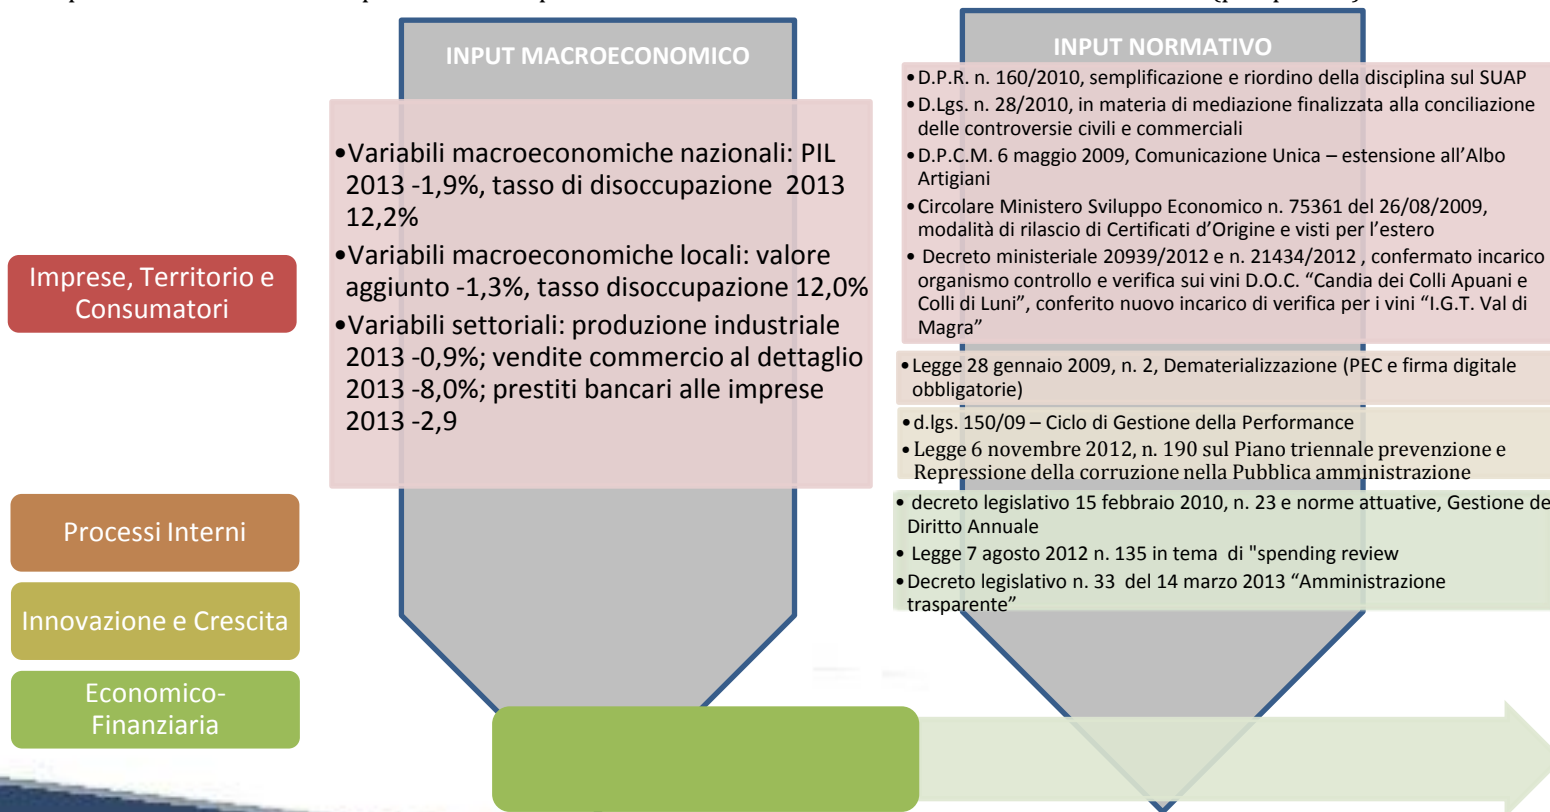 INPUT MACROECONOMICO
•Variabili macroeconomiche nazionali: PIL
2013 -1,9%, tasso di disoccupazione 2013
12,2%
•Variabili macroeconomiche locali: valore
aggiunto -1,3%, tasso disoccupazione 12,0%
•Variabili settoriali: produzione industriale
2013 -0,9%; vendite commercio al dettaglio
2013 -8,0%; prestiti bancari alle imprese
2013 -2,9
INPUT NORMATIVO
•D.P.R. n. 160/2010, semplificazione e riordino della disciplina sul SUAP
•D.Lgs. n. 28/2010, in materia di mediazione finalizzata alla conciliazione
delle controversie civili e commerciali
•D.P.C.M. 6 maggio 2009, Comunicazione Unica – estensione all’Albo
Artigiani
•Circolare Ministero Sviluppo Economico n. 75361 del 26/08/2009,
modalità di rilascio di Certificati d’Origine e visti per l’estero
• Decreto ministeriale 20939/2012 e n. 21434/2012 , confermato incarico
organismo controllo e verifica sui vini D.O.C. “Candia dei Colli Apuani e
Colli di Luni”, conferito nuovo incarico di verifica per i vini “I.G.T. Val di
Magra”
•Legge 28 gennaio 2009, n. 2, Dematerializzazione (PEC e firma digitale
obbligatorie)
•d.lgs. 150/09 – Ciclo di Gestione della Performance
•Legge 6 novembre 2012, n. 190 sul Piano triennale prevenzione e
Repressione della corruzione nella Pubblica amministrazione
• decreto legislativo 15 febbraio 2010, n. 23 e norme attuative, Gestione de
Diritto Annuale
• Legge 7 agosto 2012 n. 135 in tema di "spending review
•Decreto legislativo n. 33 del 14 marzo 2013 “Amministrazione
trasparente”
Imprese, Territorio e
Consumatori
Processi Interni
Innovazione e Crescita
Economico-
Finanziaria